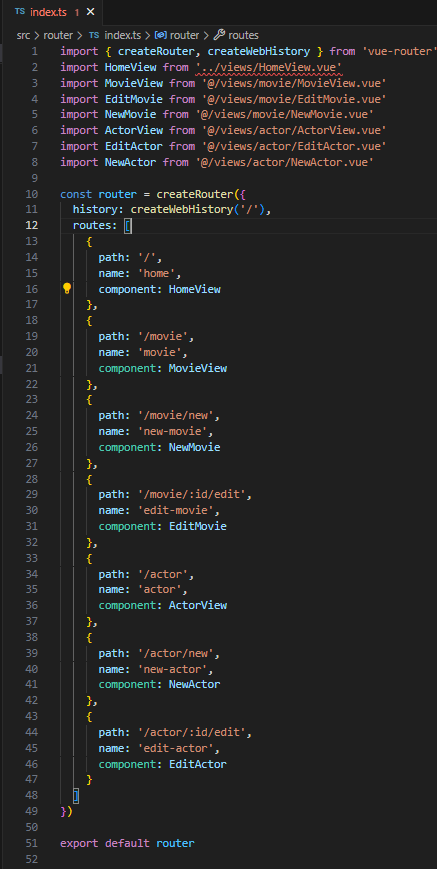 TS index.ts 1 ×
src > router > TS index.ts > router > routes
1 import { createRouter, createWebHistory } from 'vue-router'
2 import HomeView from '../views/HomeView.vue'
3 import MovieView from '@/views/movie/MovieView.vue'
4 import EditMovie from '@/views/movie/EditMovie.vue'
5 import NewMovie from '@/views/movie/NewMovie.vue'
6 import ActorView from '@/views/actor/ActorView.vue'
7 import EditActor from '@/views/actor/EditActor.vue'
8 import NewActor from '@/views/actor/NewActor.vue'
9
10 const router = createRouter({
11   history: createWebHistory('/'),
12   routes: [
13     {
14       path: '/',
15       name: 'home',
16       component: HomeView
17     },
18     {
19       path: '/movie',
20       name: 'movie',
21       component: MovieView
22     },
23     {
24       path: '/movie/new',
25       name: 'new-movie',
26       component: NewMovie
27     },
28     {
29       path: '/movie/:id/edit',
30       name: 'edit-movie',
31       component: EditMovie
32     },
33     {
34       path: '/actor',
35       name: 'actor',
36       component: ActorView
37     },
38     {
39       path: '/actor/new',
40       name: 'new-actor',
41       component: NewActor
42     },
43     {
44       path: '/actor/:id/edit',
45       name: 'edit-actor',
46       component: EditActor
47     }
48   ]
49 })
50
51 export default router
52